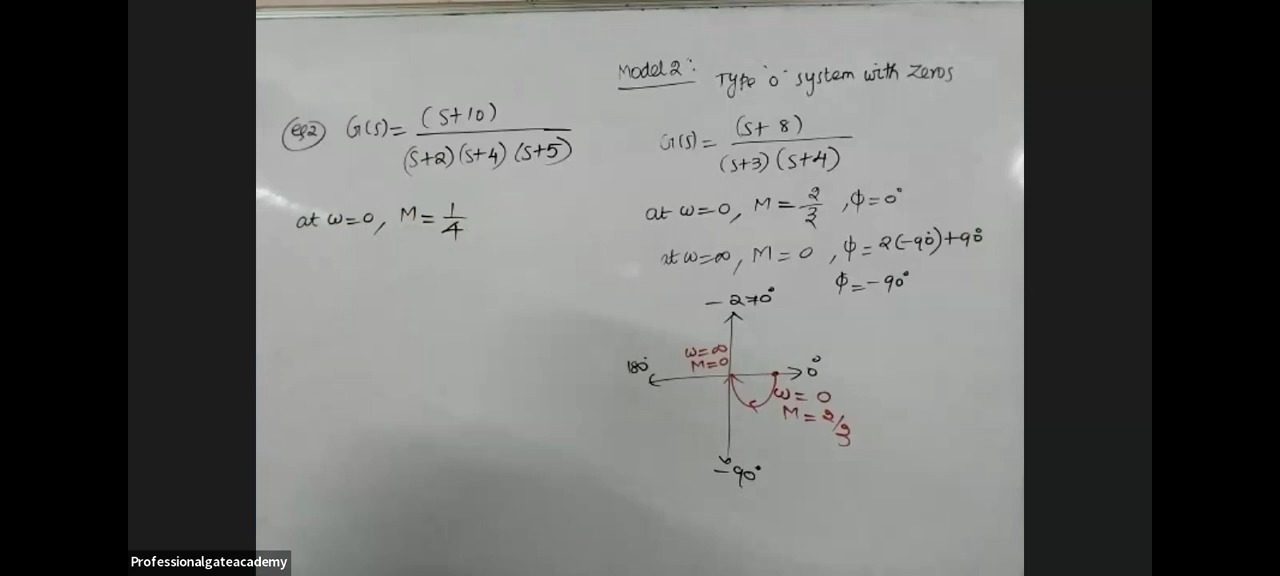 Model 2: Type "0" system with zeros
eg2 G(s) = (s+10) / (s+2)(s+4)(s+5)
at ω=0, M = 1/4
G(s) = (s+8) / (s+3)(s+4)
at ω=0, M = 2/3, ϕ=0°
at ω=∞, M = 0, ϕ = 2(-90°)+90°
ϕ = -90°
-270°
ω=∞
M=0
180°
0°
ω = 0
M = 2/3
-90°
Professionalgateacademy